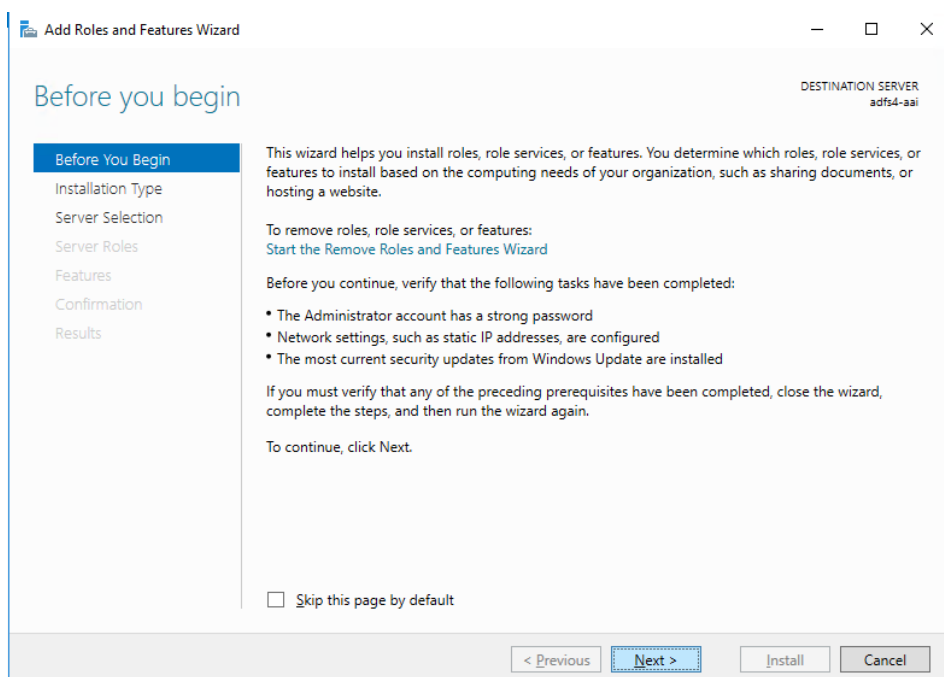 Add Roles and Features Wizard
Before you begin
DESTINATION SERVER
adfs4-aai
Before You Begin
Installation Type
Server Selection
Server Roles
Features
Confirmation
Results
This wizard helps you install roles, role services, or features. You determine which roles, role services, or
features to install based on the computing needs of your organization, such as sharing documents, or
hosting a website.
To remove roles, role services, or features:
Start the Remove Roles and Features Wizard
Before you continue, verify that the following tasks have been completed:
• The Administrator account has a strong password
• Network settings, such as static IP addresses, are configured
• The most current security updates from Windows Update are installed
If you must verify that any of the preceding prerequisites have been completed, close the wizard,
complete the steps, and then run the wizard again.
To continue, click Next.
Skip this page by default
< Previous
Next >
Install
Cancel